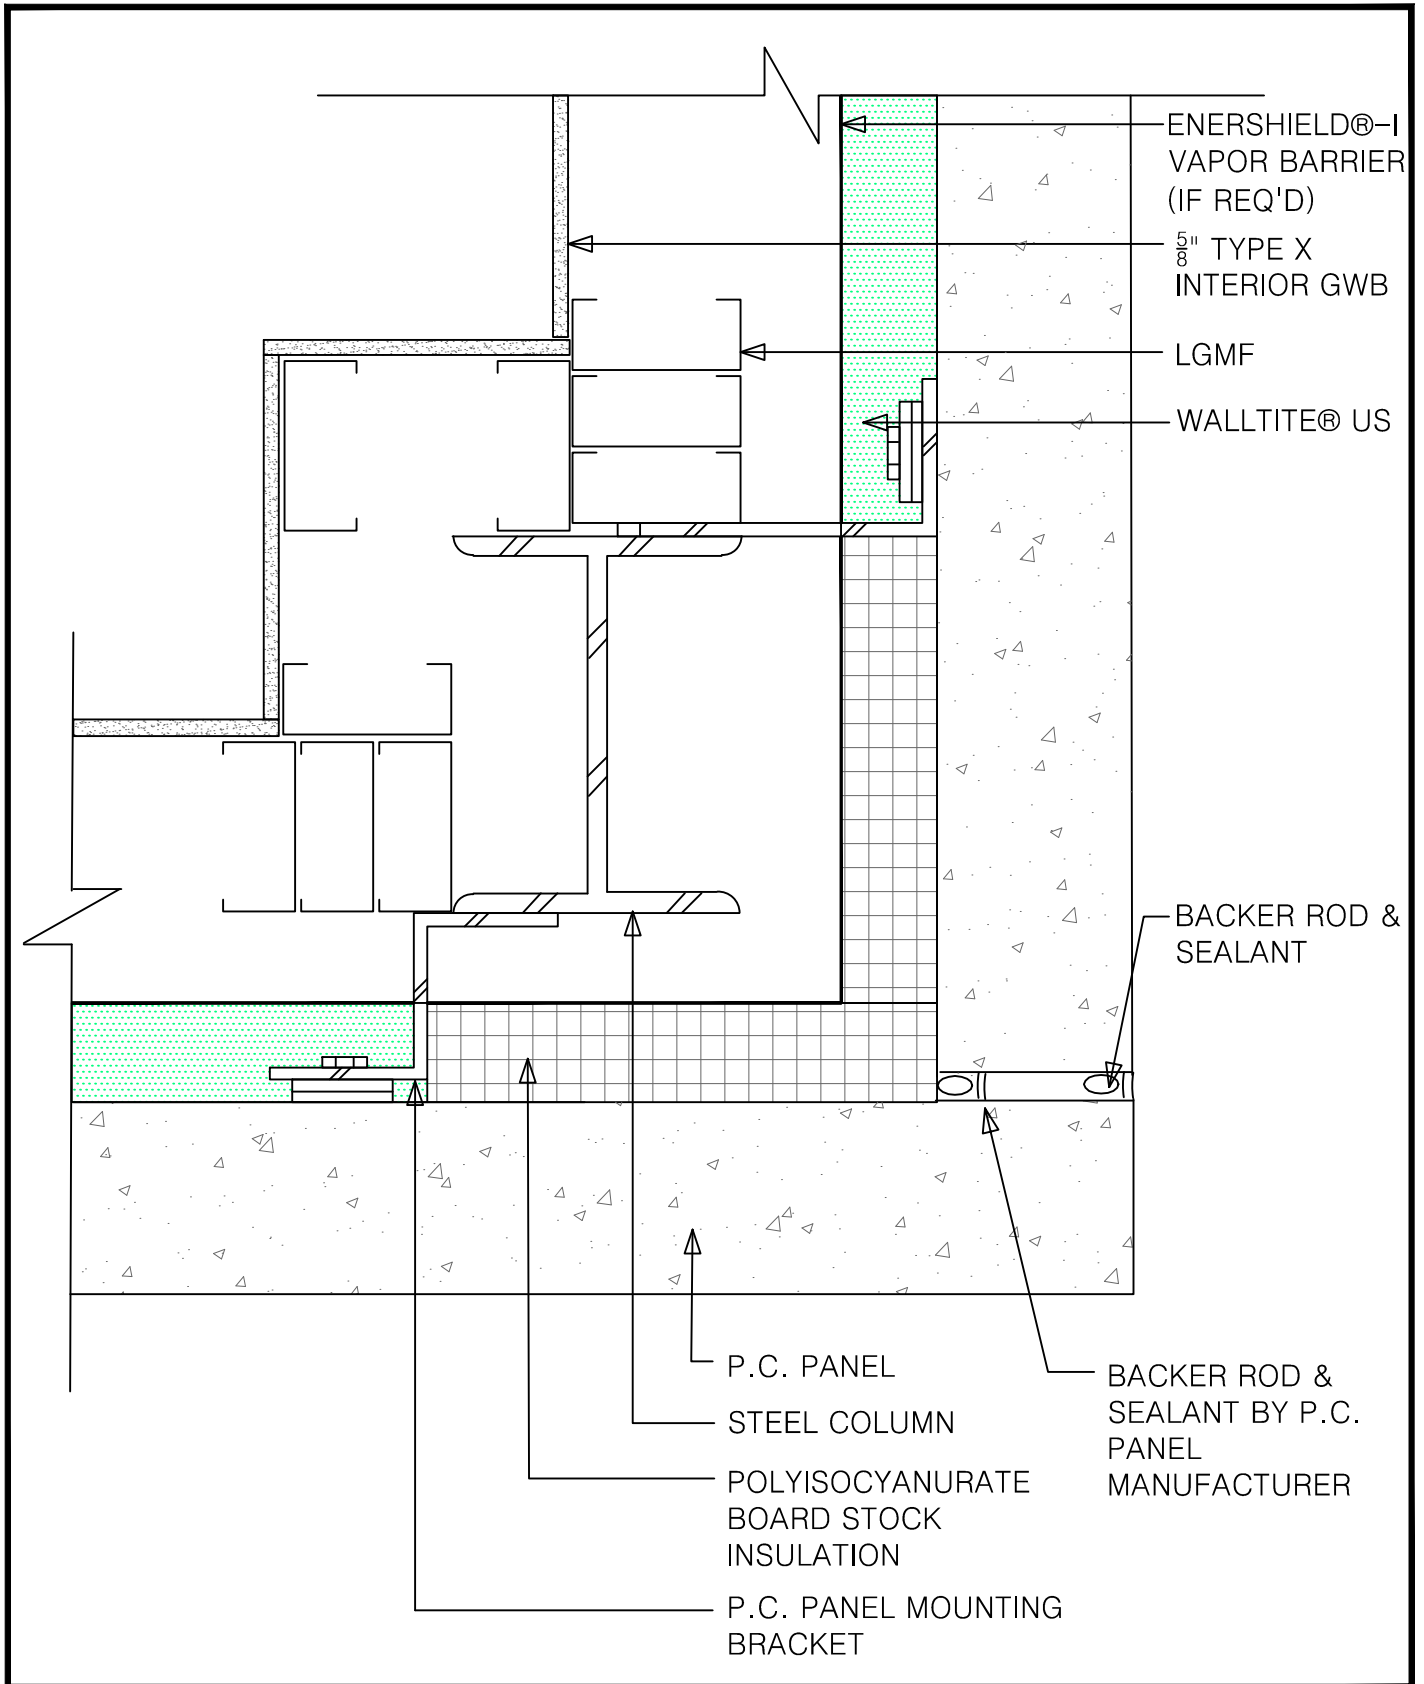 ENERSHIELD®-I
VAPOR BARRIER
(IF REQ'D)
5/8" TYPE X
INTERIOR GWB
LGMF
WALLTITE® US
BACKER ROD &
SEALANT
P.C. PANEL
STEEL COLUMN
POLYISOCYANURATE
BOARD STOCK
INSULATION
P.C. PANEL MOUNTING
BRACKET
BACKER ROD &
SEALANT BY P.C.
PANEL
MANUFACTURER